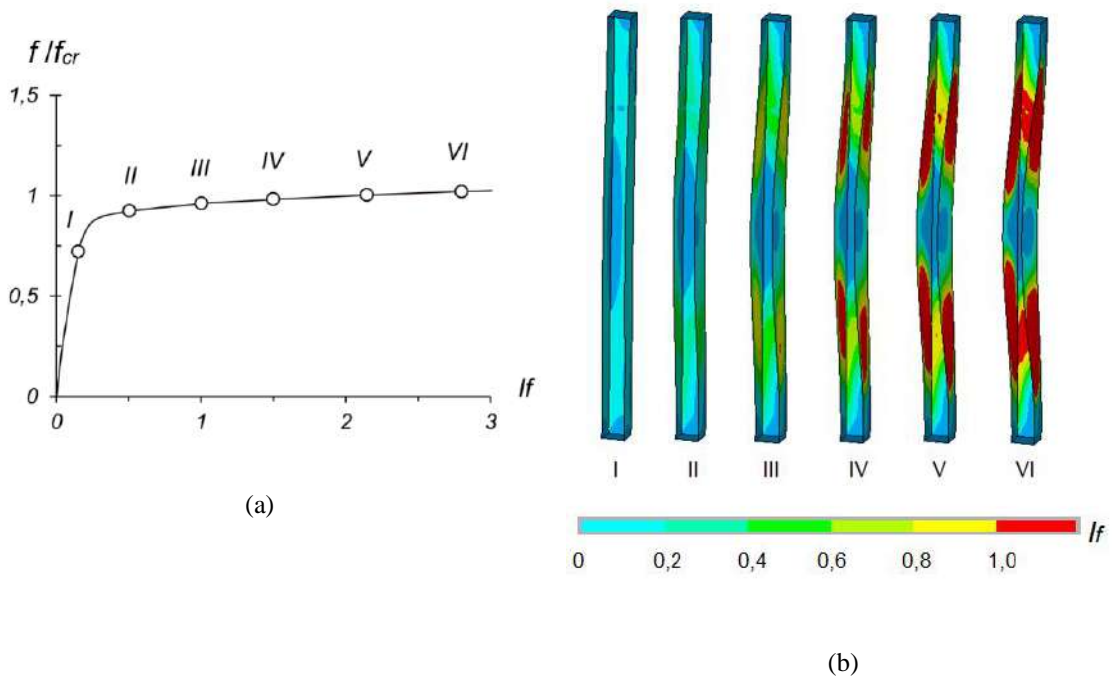 f /fcr
1,5
1
0,5
0
I
II
III
IV
V
VI
If
0 1 2 3
(a)
I II III IV V VI
If
0 0,2 0,4 0,6 0,8 1,0
(b)